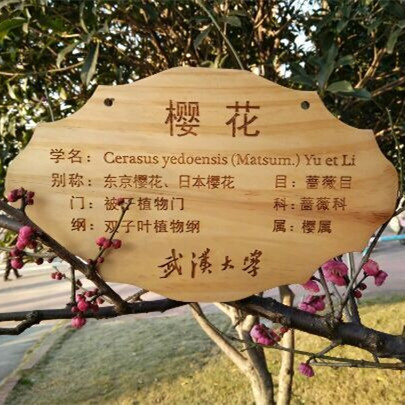 樱花
学名：Cerasus yedoensis (Matsum.) Yu et Li
别称：东京樱花、日本樱花 目：蔷薇目
门：被子植物门 科：蔷薇科
纲：双子叶植物纲 属：樱属
武汉大学